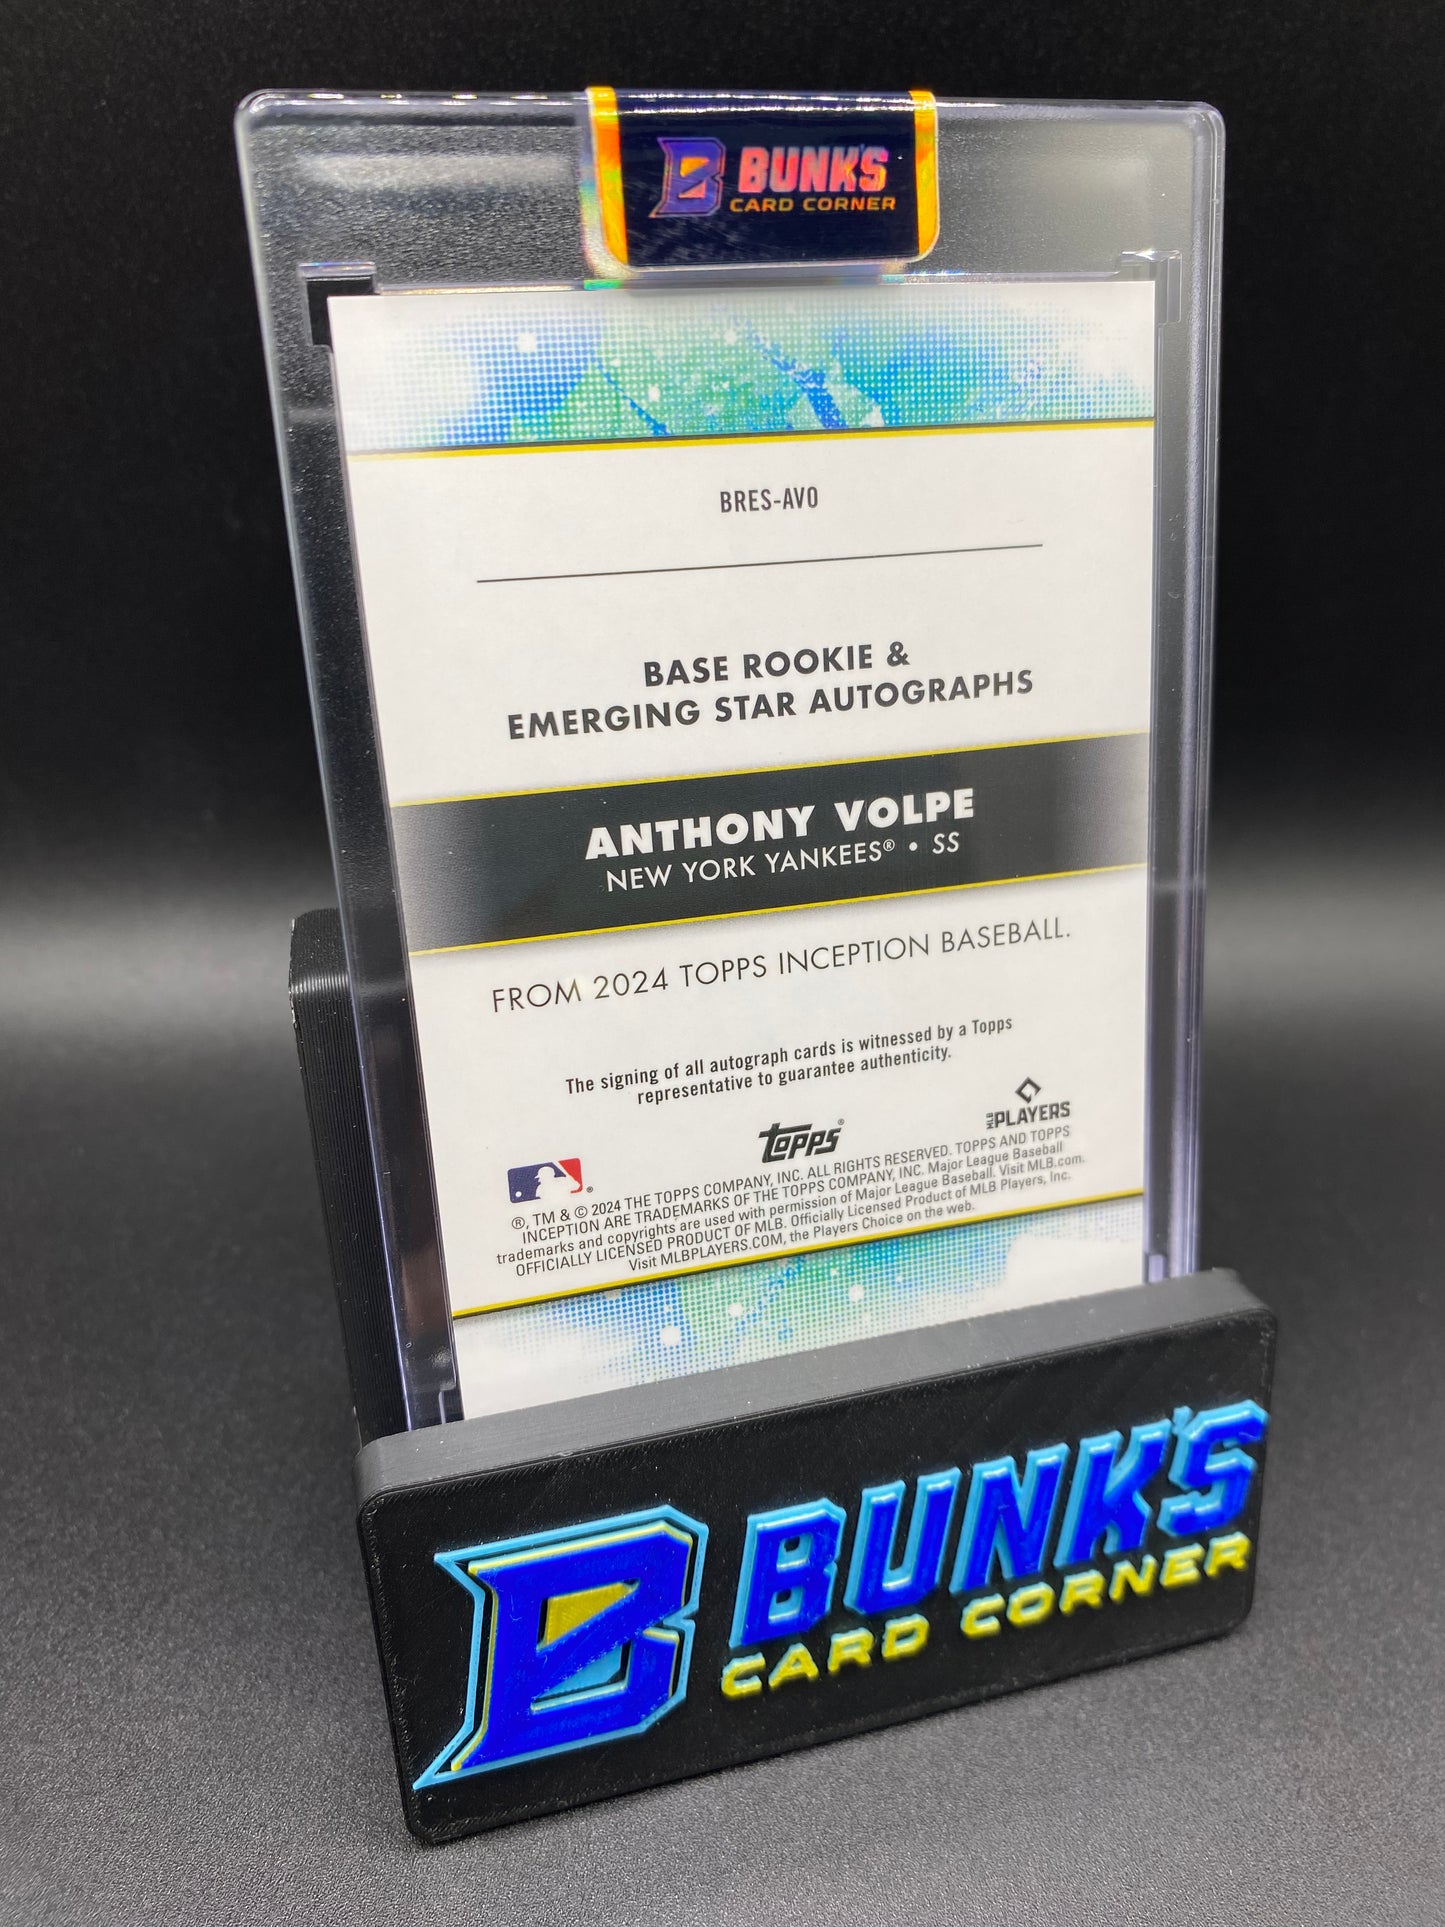 BUNK'S
CARD CORNER
BRES-AVO
BASE ROOKIE &
EMERGING STAR AUTOGRAPHS
ANTHONY VOLPE
NEW YORK YANKEES® • SS
FROM 2024 TOPPS INCEPTION BASEBALL.
The signing of all autograph cards is witnessed by a Topps
representative to guarantee authenticity.
topps®
MLB PLAYERS
®, TM & © 2024 THE TOPPS COMPANY, INC. ALL RIGHTS RESERVED. TOPPS AND TOPPS
INCEPTION ARE TRADEMARKS OF THE TOPPS COMPANY, INC. Major League Baseball
trademarks and copyrights are used with permission of Major League Baseball. Visit MLB.com.
OFFICIALLY LICENSED PRODUCT OF MLB. Officially Licensed Product of MLB Players, Inc.
Visit MLBPLAYERS.COM, the Players Choice on the web.
B BUNK'S
CARD CORNER